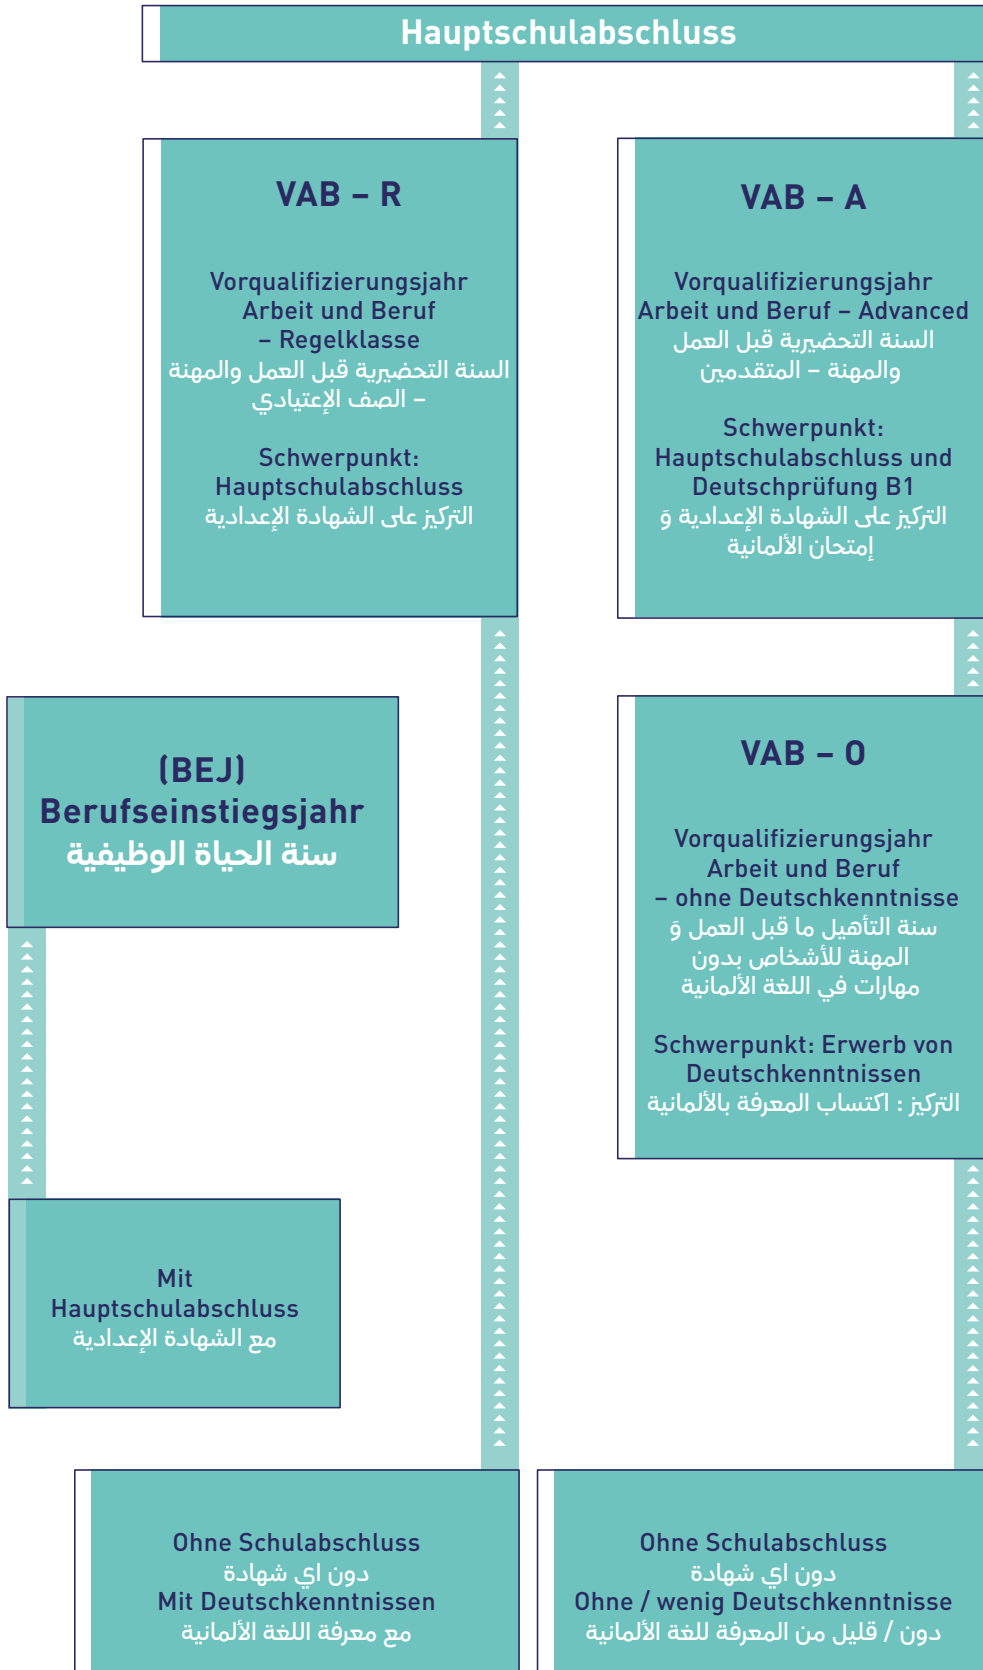 Hauptschulabschluss
VAB – R
Vorqualifizierungsjahr
Arbeit und Beruf
– Regelklasse
السنة التحضيرية قبل العمل والمهنة
– الصف الإعتيادي
Schwerpunkt:
Hauptschulabschluss
التركيز على الشهادة الإعدادية
VAB – A
Vorqualifizierungsjahr
Arbeit und Beruf – Advanced
السنة التحضيرية قبل العمل
والمهنة – المتقدمين
Schwerpunkt:
Hauptschulabschluss und
Deutschprüfung B1
التركيز على الشهادة الإعدادية وَ
إمتحان الألمانية
(BEJ)
Berufseinstiegsjahr
سنة الحياة الوظيفية
VAB – O
Vorqualifizierungsjahr
Arbeit und Beruf
– ohne Deutschkenntnisse
سنة التأهيل ما قبل العمل وَ
المهنة للأشخاص بدون
مهارات في اللغة الألمانية
Schwerpunkt: Erwerb von
Deutschkenntnissen
التركيز : اكتساب المعرفة بالألمانية
Mit
Hauptschulabschluss
مع الشهادة الإعدادية
Ohne Schulabschluss
دون اي شهادة
Mit Deutschkenntnissen
مع معرفة اللغة الألمانية
Ohne Schulabschluss
دون اي شهادة
Ohne / wenig Deutschkenntnisse
دون / قليل من المعرفة للغة الألمانية